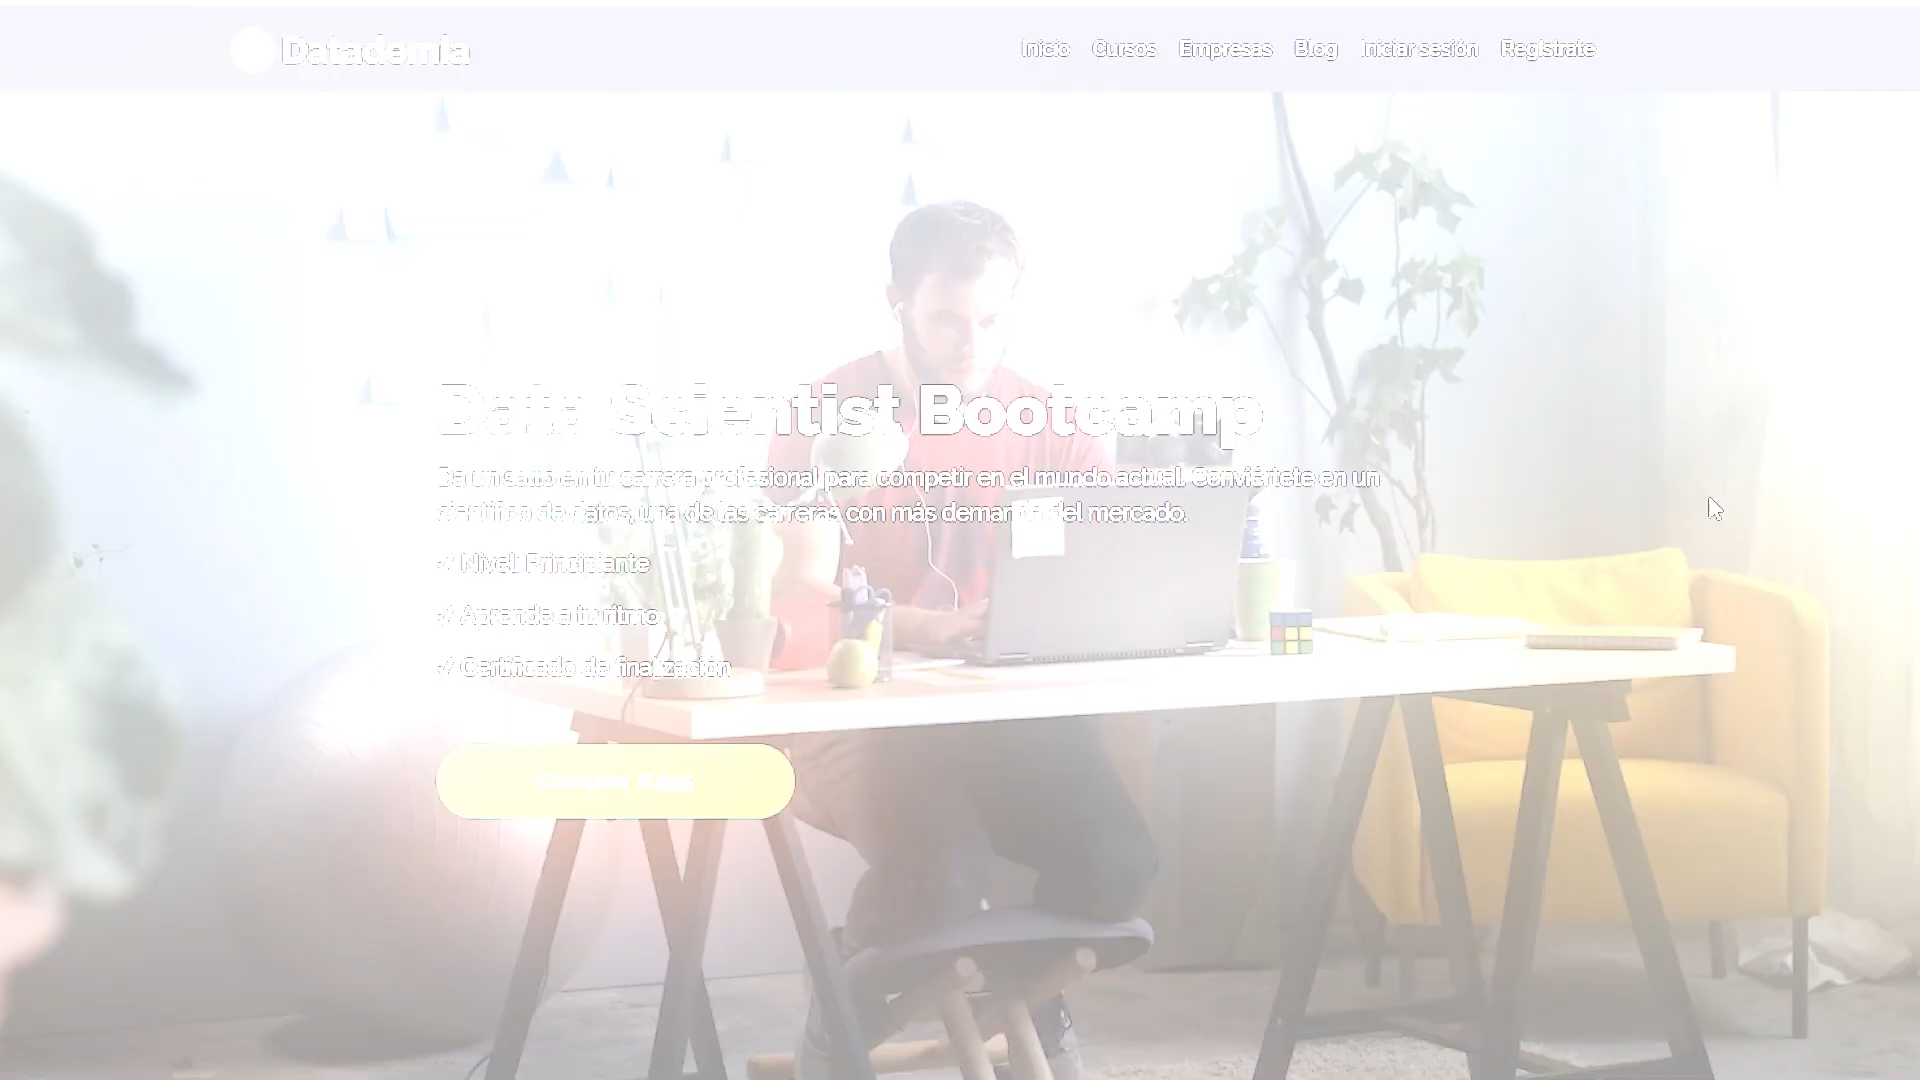 Datademia
Inicio Cursos Empresas Blog Iniciar sesión Regístrate
Data Scientist Bootcamp
Da un salto en tu carrera profesional para competir en el mundo actual. Conviértete en un
científico de datos, una de las carreras con más demanda del mercado.
✓ Nivel: Principiante
✓ Aprende a tu ritmo
✓ Certificado de finalización
Comprar